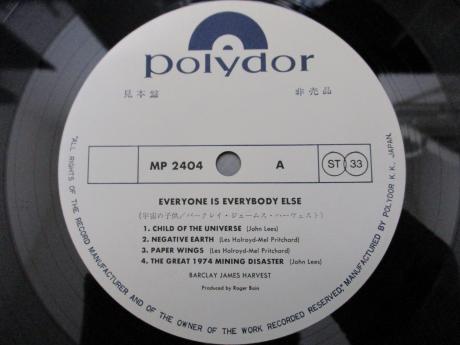 polydor
見本盤 非売品
MP 2404 A ST 33
EVERYONE IS EVERYBODY ELSE
(宇宙の子供/バークレイ・ジェームス・ハーヴェスト)
1. CHILD OF THE UNIVERSE (John Lees)
2. NEGATIVE EARTH (Les Holroyd-Mel Pritchard)
3. PAPER WINGS (Les Holroyd-Mel Pritchard)
4. THE GREAT 1974 MINING DISASTER (John Lees)
BARCLAY JAMES HARVEST
Produced by Roger Bain
"ALL RIGHTS OF THE RECORD MANUFACTURER AND OF THE OWNER OF THE WORK RECORDED RESERVED," MANUFACTURED BY POLYDOR K.K., JAPAN.